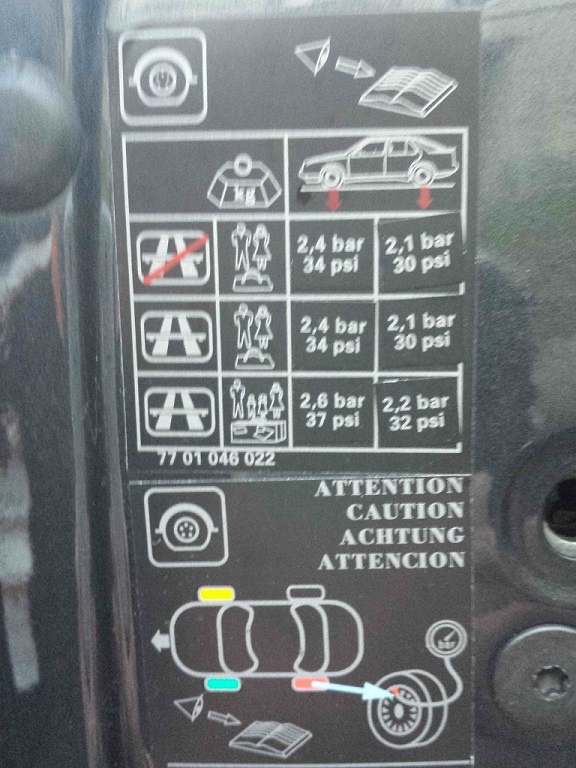 kg
2,4 bar 2,1 bar
34 psi 30 psi
2,4 bar 2,1 bar
34 psi 30 psi
2,6 bar 2,2 bar
37 psi 32 psi
77 01 046 022
ATTENTION
CAUTION
ACHTUNG
ATTENCION
bar